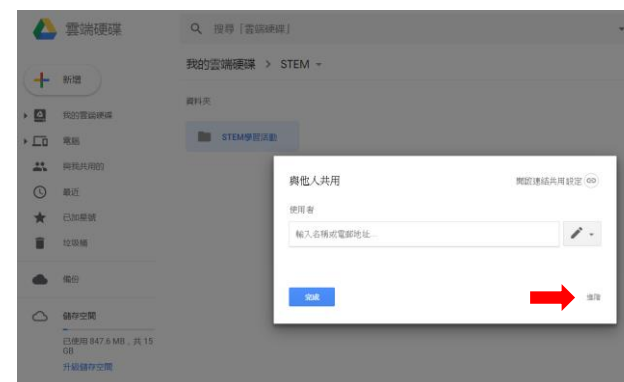 雲端硬碟
搜尋「雲端硬碟」
我的雲端硬碟 > STEM
新增
資料夾
我的雲端硬碟
STEM學習活動
電腦
與我共用的
最近
已加星號
垃圾桶
備份
儲存空間
已使用 847.6 MB，共 15
GB
升級儲存空間
與他人共用
開啟連結共用設定
使用者
輸入名稱或電郵地址...
完成
進階